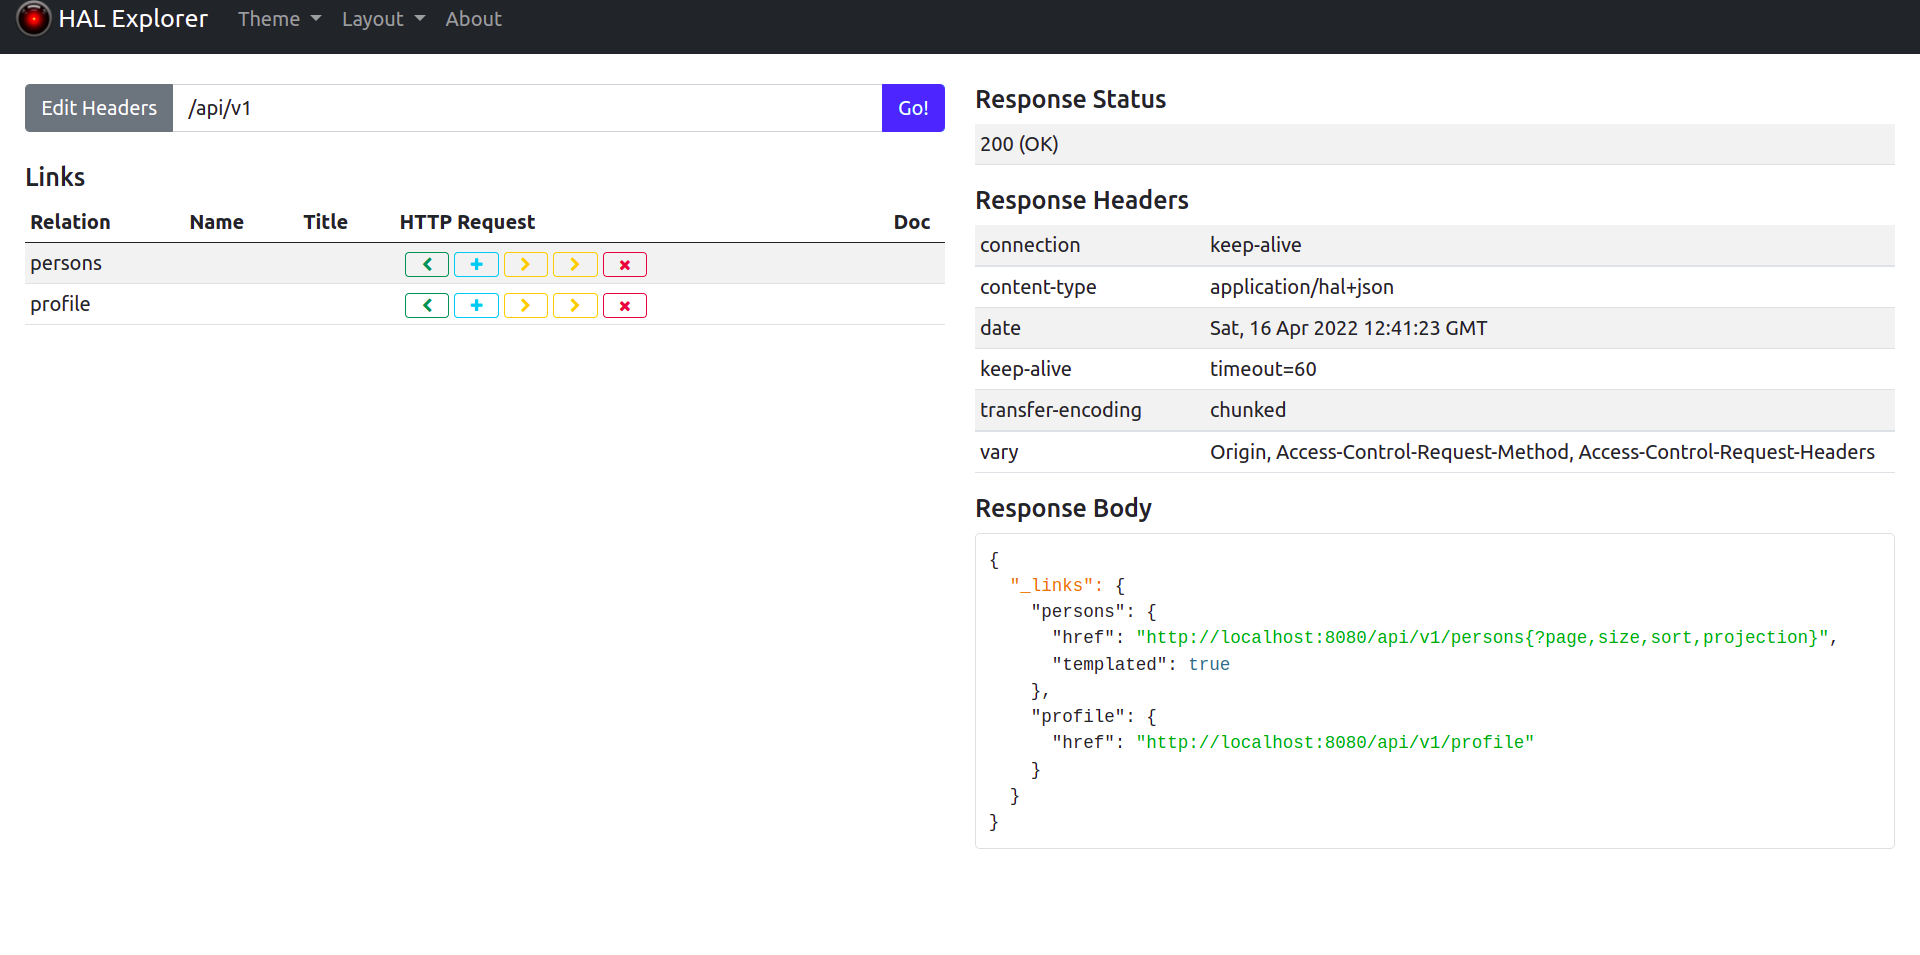 HAL Explorer Theme Layout About
Edit Headers /api/v1 Go!
Links
Relation Name Title HTTP Request Doc
persons
profile
Response Status
200 (OK)
Response Headers
connection keep-alive
content-type application/hal+json
date Sat, 16 Apr 2022 12:41:23 GMT
keep-alive timeout=60
transfer-encoding chunked
vary Origin, Access-Control-Request-Method, Access-Control-Request-Headers
Response Body
{
  "_links": {
    "persons": {
      "href": "http://localhost:8080/api/v1/persons{?page,size,sort,projection}",
      "templated": true
    },
    "profile": {
      "href": "http://localhost:8080/api/v1/profile"
    }
  }
}